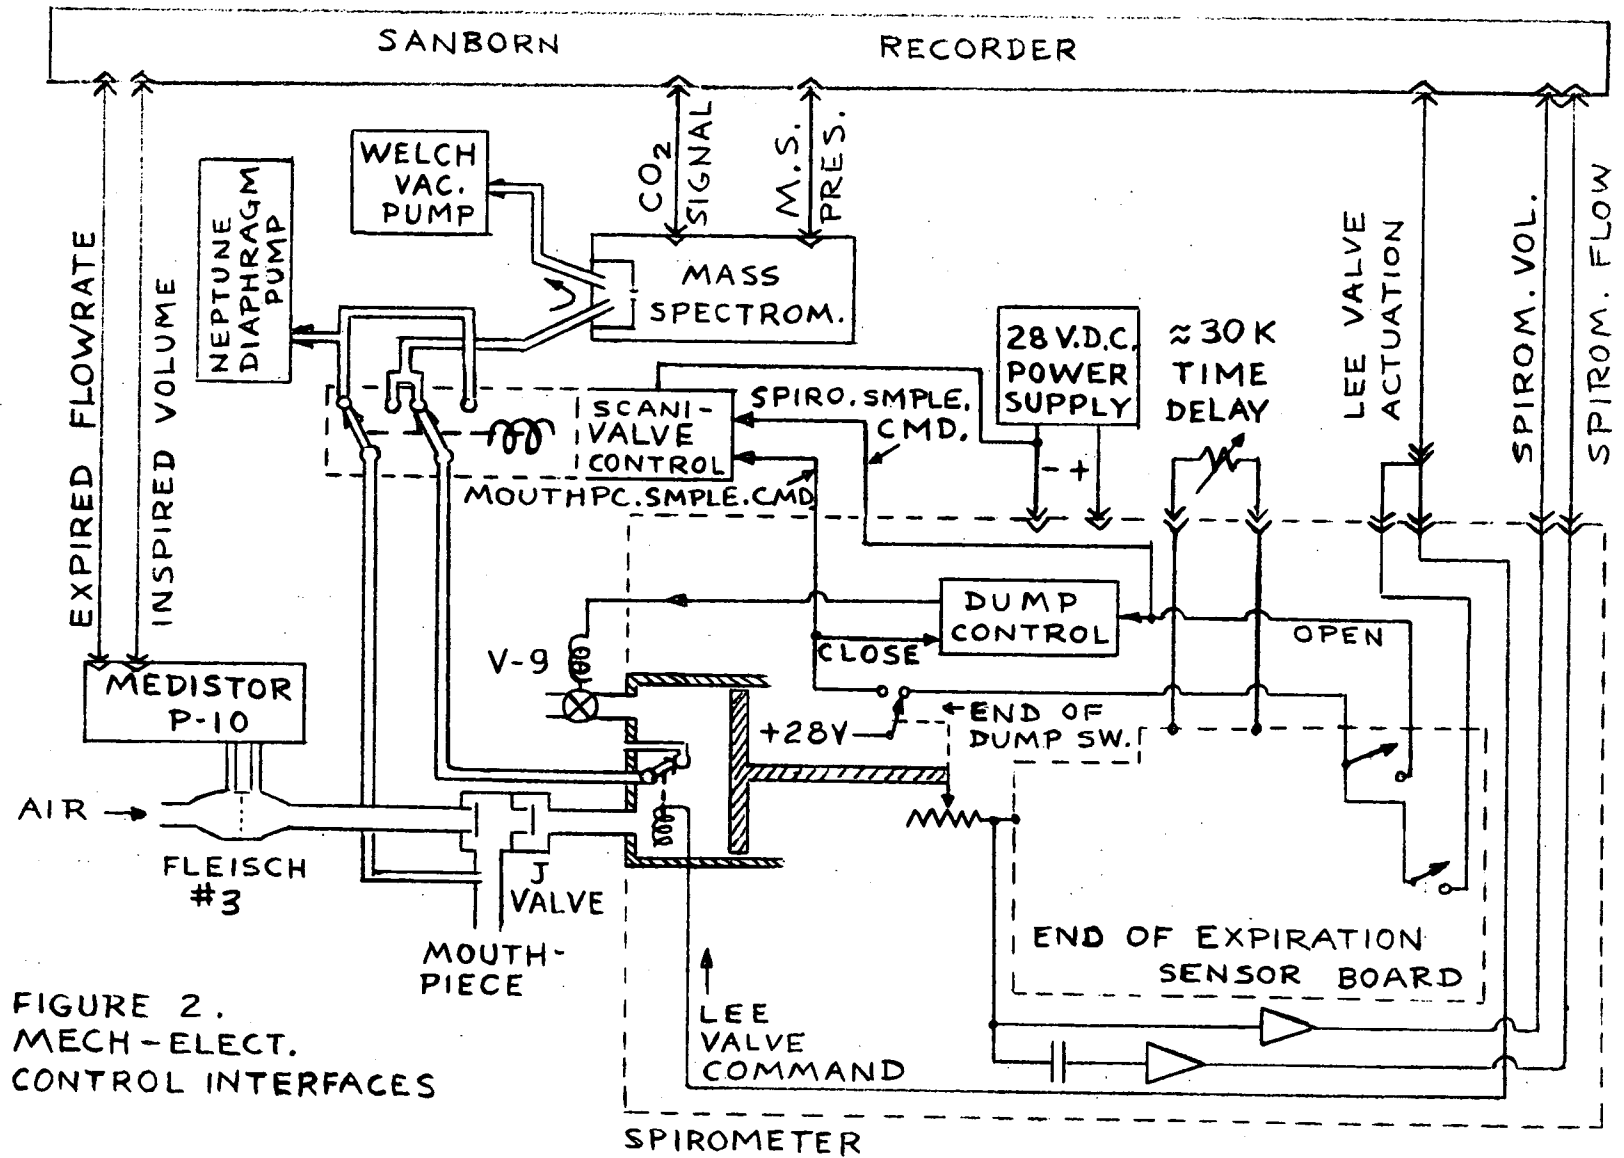 SANBORN RECORDER
EXPIRED FLOWRATE
INSPIRED VOLUME
NEPTUNE
DIAPHRAGM
PUMP
WELCH
VAC.
PUMP
CO₂
SIGNAL
M.S.
PRES.
MASS
SPECTROM.
28 V.D.C.
POWER
SUPPLY
- +
≈30K
TIME
DELAY
LEE VALVE
ACTUATION
SPIROM. VOL.
SPIROM. FLOW
SCANI-
VALVE
CONTROL
SPIRO. SMPLE.
CMD.
MOUTHPC. SMPLE. CMD
DUMP
CONTROL
OPEN
CLOSE
V-9
MEDISTOR
P-10
+28V
END OF
DUMP SW.
AIR
FLEISCH
#3
J
VALVE
MOUTH-
PIECE
END OF EXPIRATION
SENSOR BOARD
LEE
VALVE
COMMAND
FIGURE 2.
MECH-ELECT.
CONTROL INTERFACES
SPIROMETER